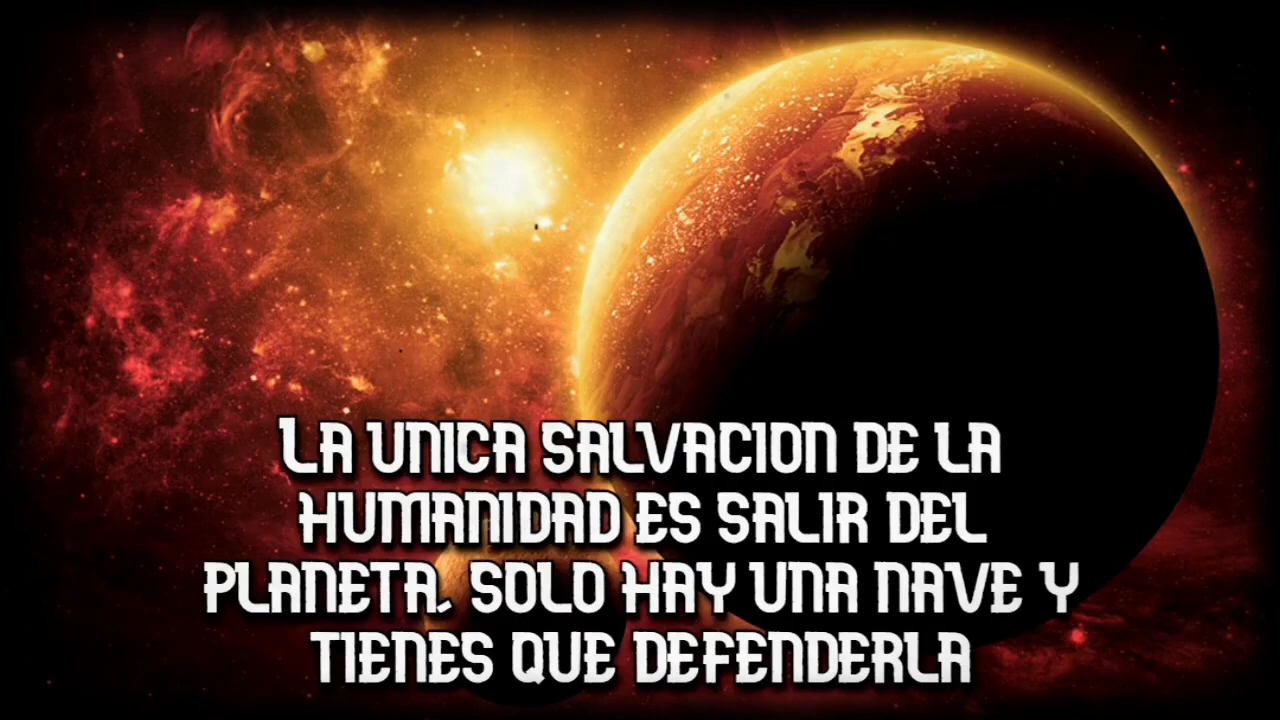 La unica salvacion de la
humanidad es salir del
planeta, solo hay una nave y
tienes que defenderla